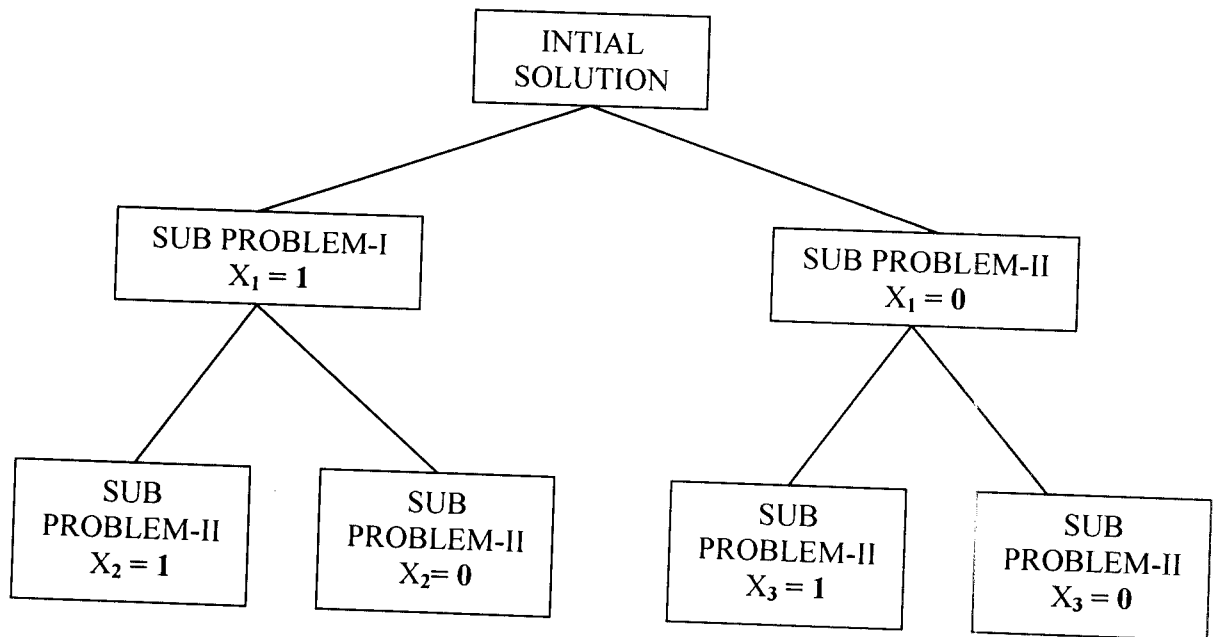 INTIAL
SOLUTION
SUB PROBLEM-I
X₁ = 1
SUB PROBLEM-II
X₁ = 0
SUB
PROBLEM-II
X₂ = 1
SUB
PROBLEM-II
X₂= 0
SUB
PROBLEM-II
X₃ = 1
SUB
PROBLEM-II
X₃ = 0